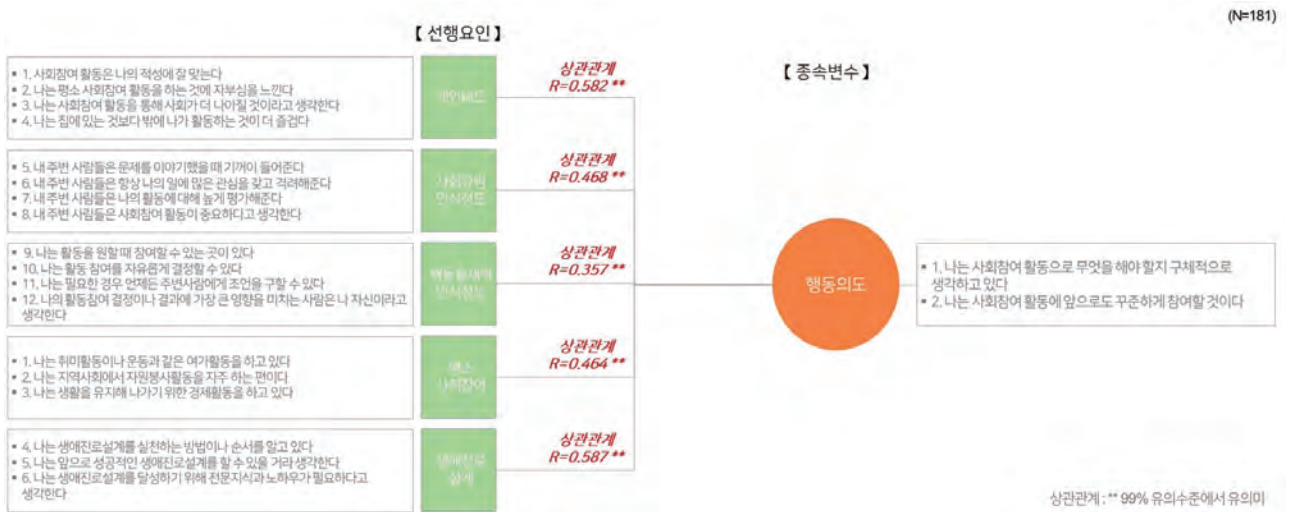 (N=181)
【 선행요인 】
【 종속변수 】
▪ 1. 사회참여 활동은 나의 적성에 잘 맞는다
▪ 2. 나는 평소 사회참여 활동을 하는 것에 자부심을 느낀다
▪ 3. 나는 사회참여 활동을 통해 사회가 더 나아질 것이라고 생각한다
▪ 4. 나는 집에 있는 것보다 밖에 나가 활동하는 것이 더 즐겁다
상관관계
R=0.582 **
▪ 5. 내 주변 사람들은 문제를 이야기했을 때 기꺼이 들어준다
▪ 6. 내 주변 사람들은 항상 나의 일에 많은 관심을 갖고 격려해준다
▪ 7. 내 주변 사람들은 나의 활동에 대해 높게 평가해준다
▪ 8. 내 주변 사람들은 사회참여 활동이 중요하다고 생각한다
인식정도
상관관계
R=0.468 **
▪ 9. 나는 활동을 원할 때 참여할 수 있는 곳이 있다
▪ 10. 나는 활동 참여를 자유롭게 결정할 수 있다
▪ 11. 나는 필요한 경우 언제든 주변사람에게 조언을 구할 수 있다
▪ 12. 나의 활동참여 결정이나 결과에 가장 큰 영향을 미치는 사람은 나 자신이라고
생각한다
인식정도
상관관계
R=0.357 **
▪ 1. 나는 취미활동이나 운동과 같은 여가활동을 하고 있다
▪ 2. 나는 지역사회에서 자원봉사활동을 자주 하는 편이다
▪ 3. 나는 생활을 유지해 나가기 위한 경제활동을 하고 있다
평소
사회참여
상관관계
R=0.464 **
▪ 4. 나는 생애진로설계를 실천하는 방법이나 순서를 알고 있다
▪ 5. 나는 앞으로 성공적인 생애진로설계를 할 수 있을 거라 생각한다
▪ 6. 나는 생애진로설계를 달성하기 위해 전문지식과 노하우가 필요하다고
생각한다
생애진로
설계
상관관계
R=0.587 **
행동의도
▪ 1. 나는 사회참여 활동으로 무엇을 해야 할지 구체적으로
생각하고 있다
▪ 2. 나는 사회참여 활동에 앞으로도 꾸준하게 참여할 것이다
상관관계 : ** 99% 유의수준에서 유의미